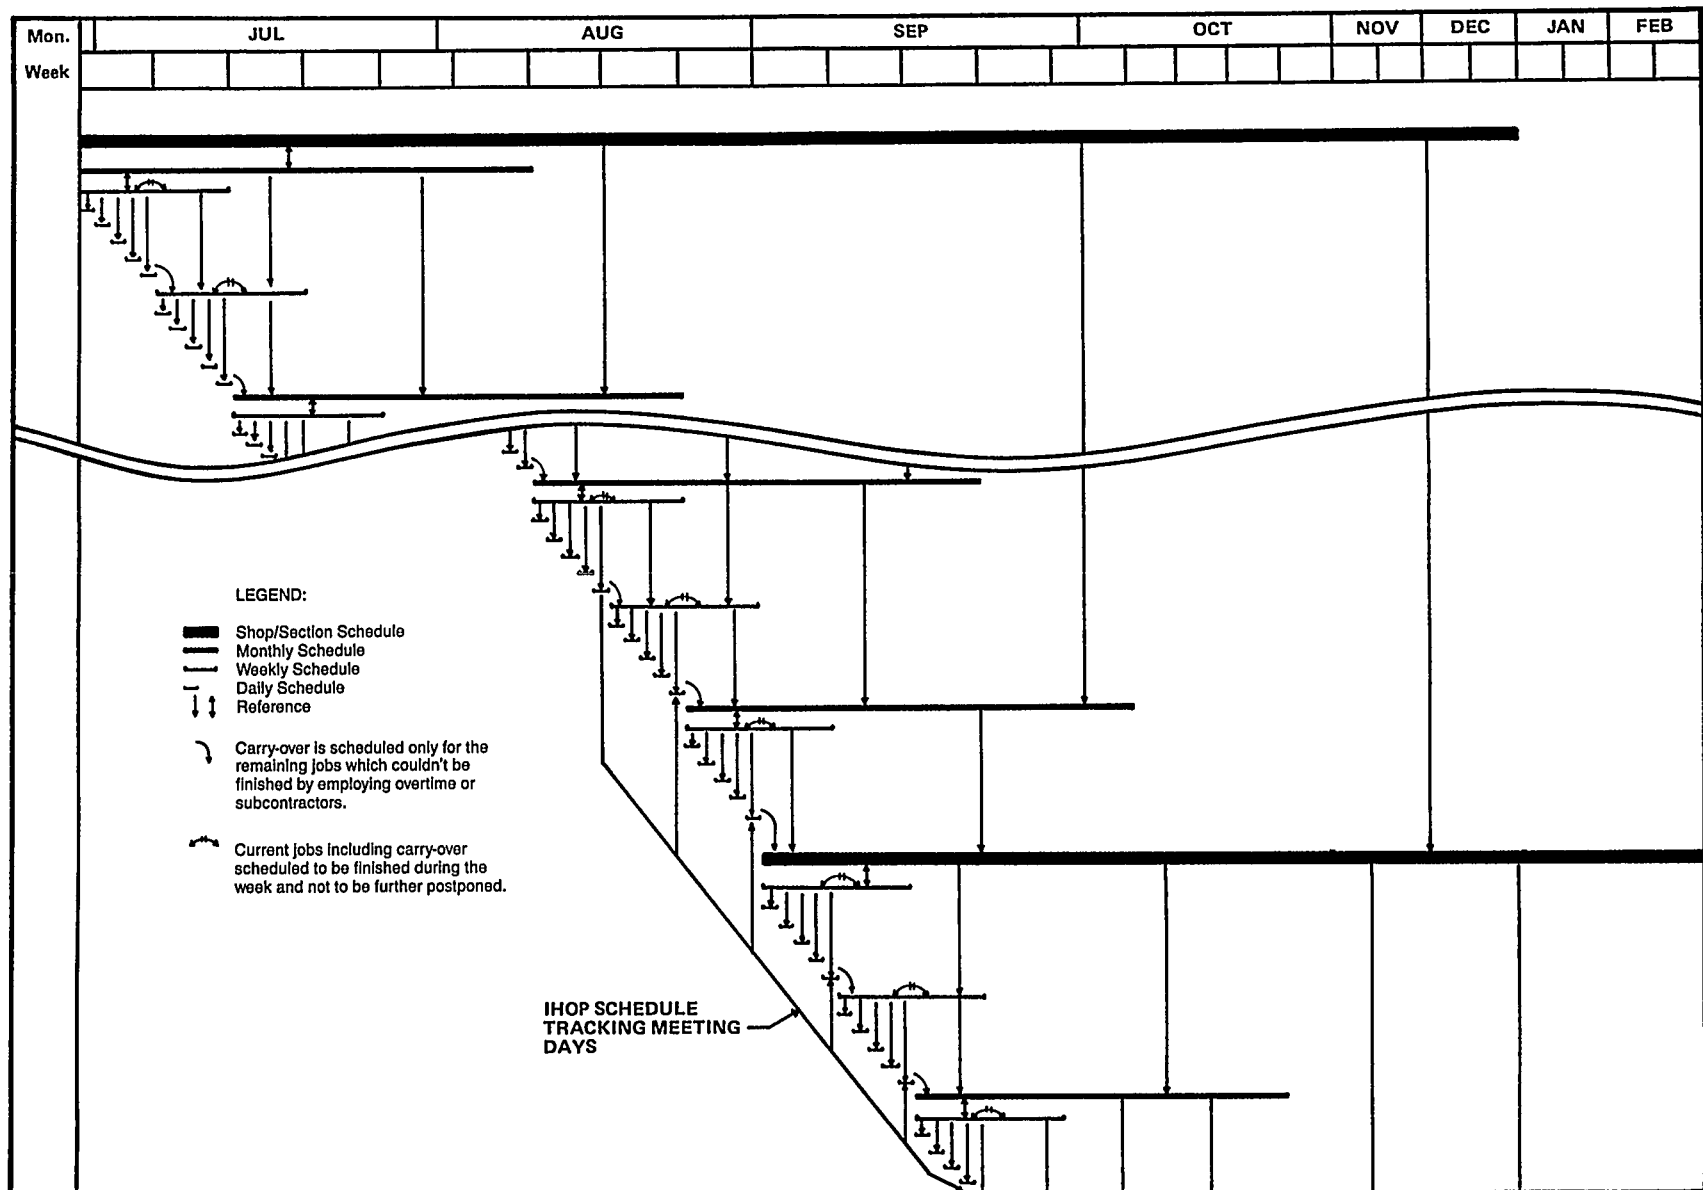 Mon. JUL AUG SEP OCT NOV DEC JAN FEB
Week
LEGEND:
Shop/Section Schedule
Monthly Schedule
Weekly Schedule
Daily Schedule
Reference
Carry-over is scheduled only for the
remaining jobs which couldn't be
finished by employing overtime or
subcontractors.
Current jobs including carry-over
scheduled to be finished during the
week and not to be further postponed.
IHOP SCHEDULE
TRACKING MEETING
DAYS